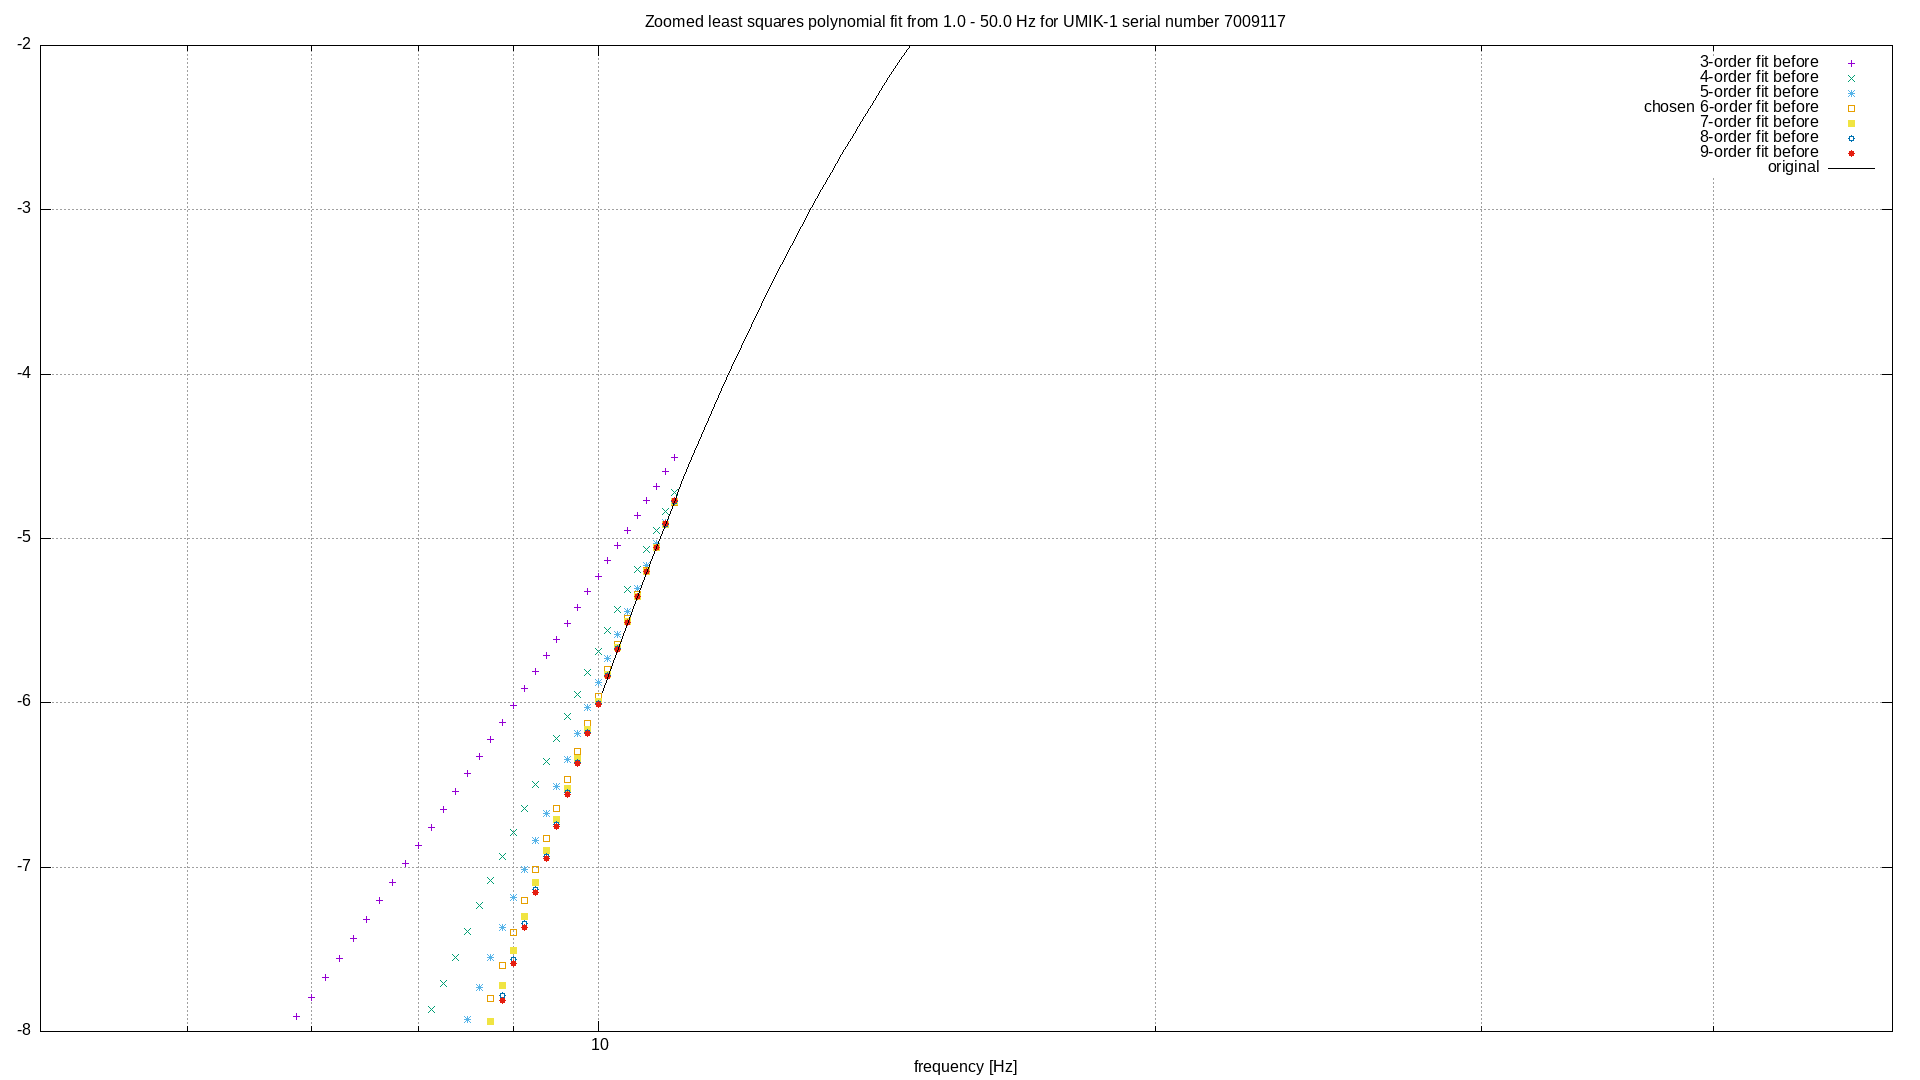 Zoomed least squares polynomial fit from 1.0 - 50.0 Hz for UMIK-1 serial number 7009117
-2
3-order fit before
4-order fit before
5-order fit before
chosen 6-order fit before
7-order fit before
8-order fit before
9-order fit before
original
-3
-4
-5
-6
-7
-8
10
frequency [Hz]